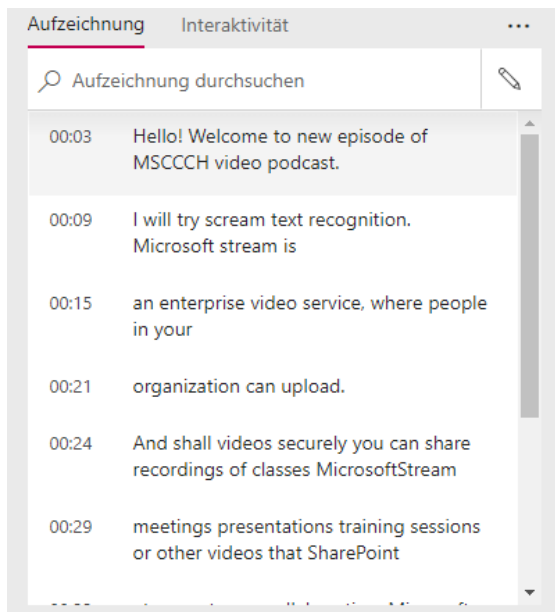 Aufzeichnung Interaktivität ...
Aufzeichnung durchsuchen
00:03 Hello! Welcome to new episode of
MSCCCH video podcast.
00:09 I will try scream text recognition.
Microsoft stream is
00:15 an enterprise video service, where people
in your
00:21 organization can upload.
00:24 And shall videos securely you can share
recordings of classes MicrosoftStream
00:29 meetings presentations training sessions
or other videos that SharePoint